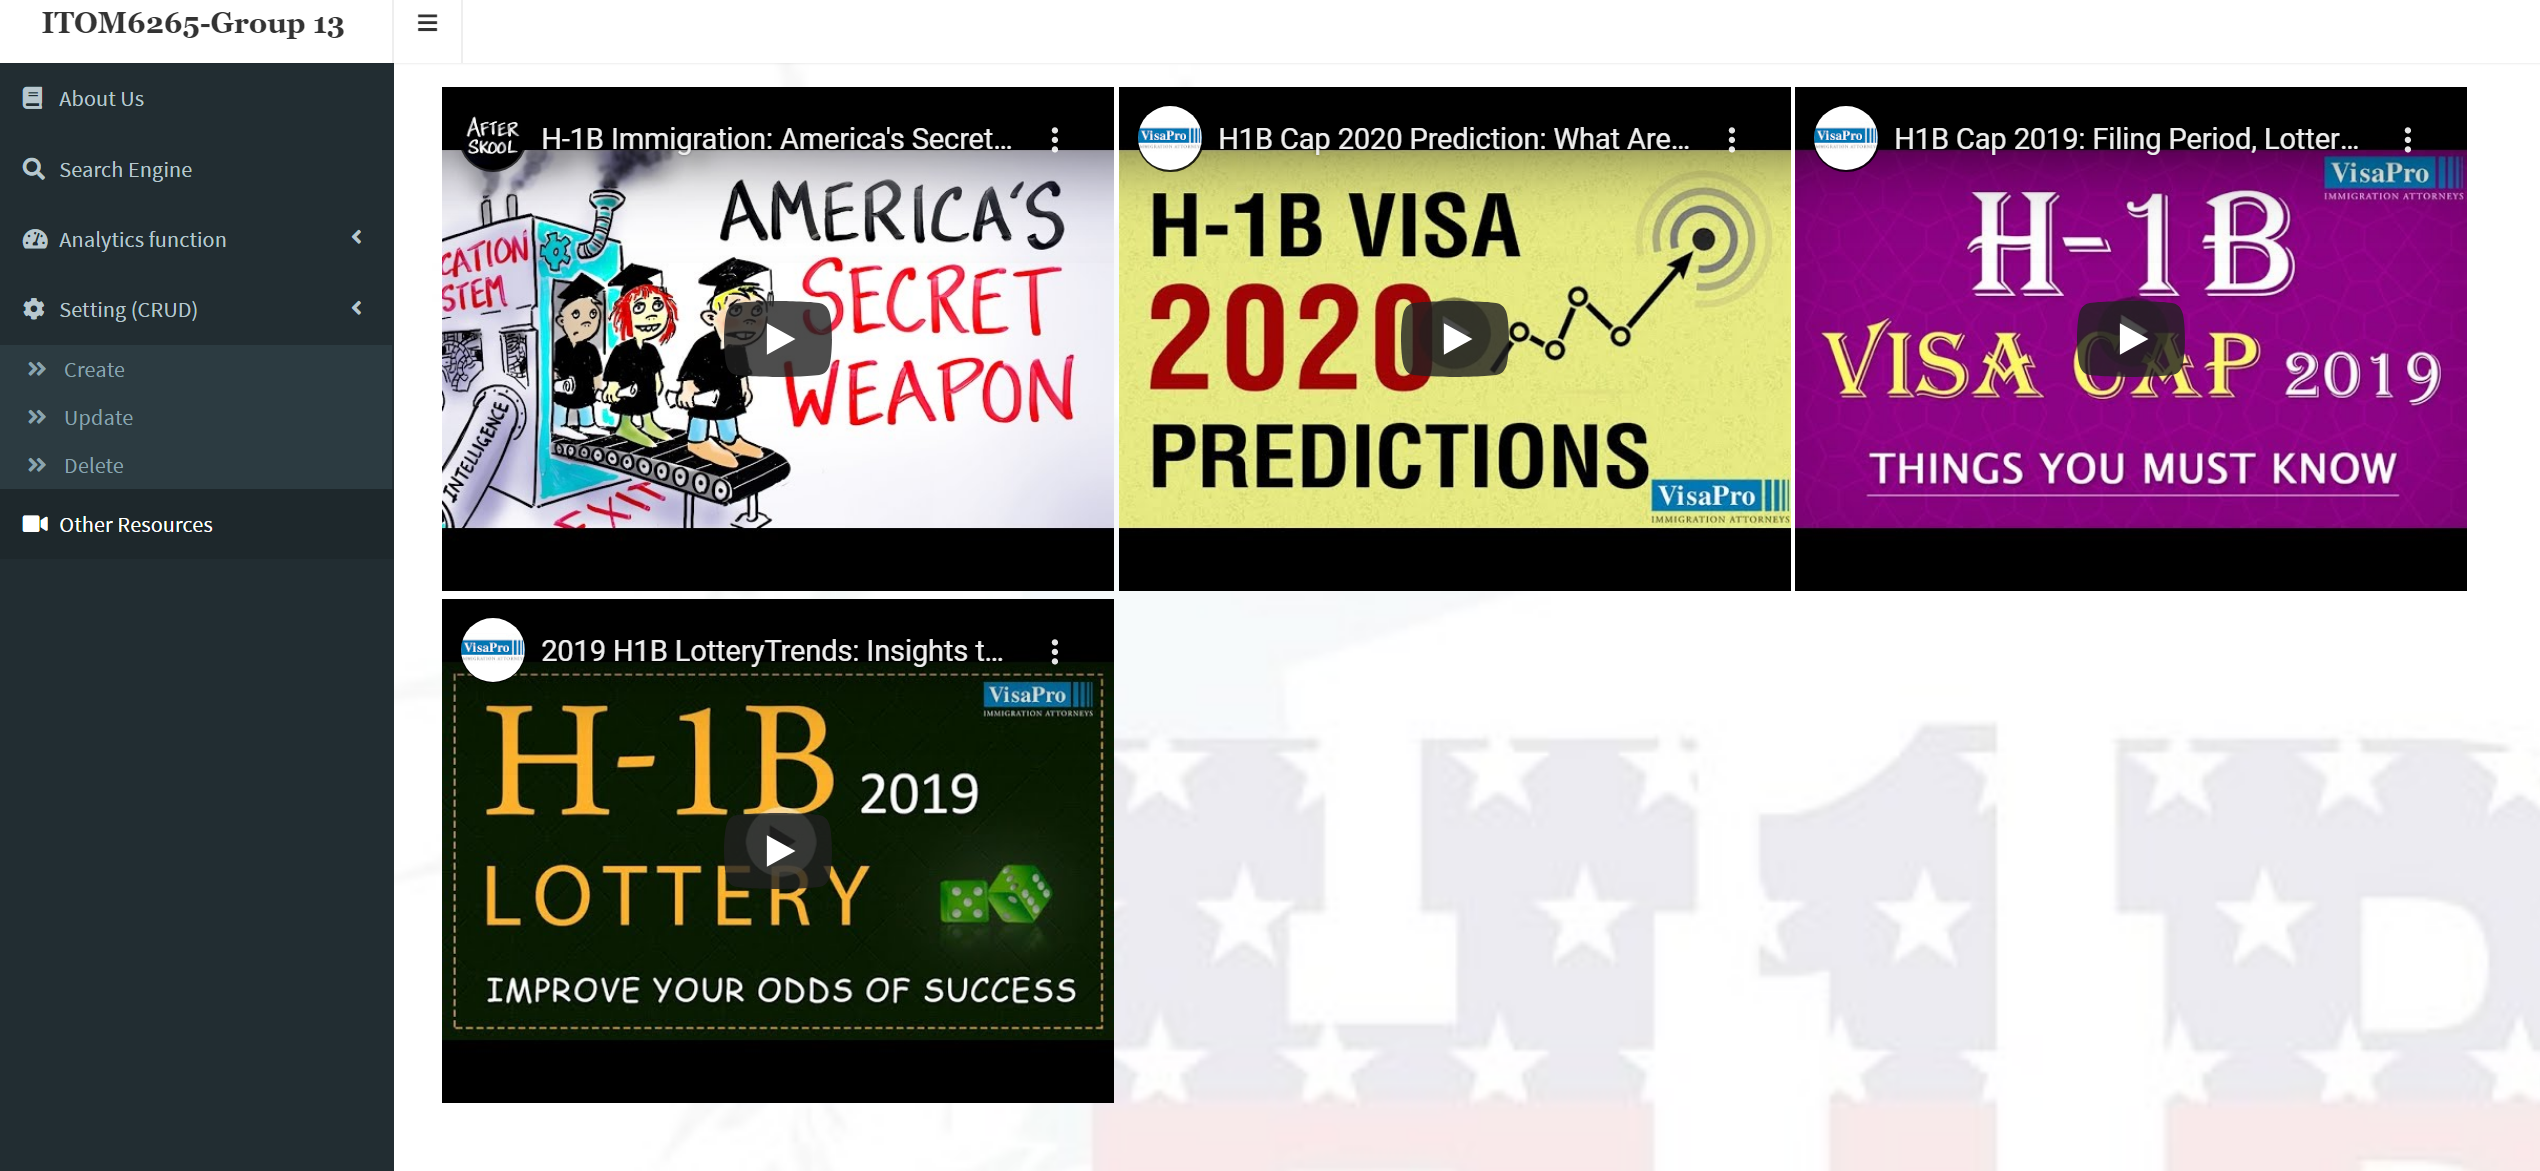 ITOM6265-Group 13
About Us
Search Engine
Analytics function
Setting (CRUD)
Create
Update
Delete
Other Resources
AFTER
SKOOL
H-1B Immigration: America's Secret...
CATION
STEM
INTELLIGENCE
EXIT
AMERICA'S
SECRET
WEAPON
VisaPro
H1B Cap 2020 Prediction: What Are...
H-1B VISA
2020
PREDICTIONS
VisaPro
IMMIGRATION ATTORNEYS
VisaPro
H1B Cap 2019: Filing Period, Lotter...
VisaPro
IMMIGRATION ATTORNEYS
H-1B
VISA CAP 2019
THINGS YOU MUST KNOW
VisaPro
2019 H1B LotteryTrends: Insights t...
VisaPro
IMMIGRATION ATTORNEYS
H-1B 2019
LOTTERY
IMPROVE YOUR ODDS OF SUCCESS
H1B